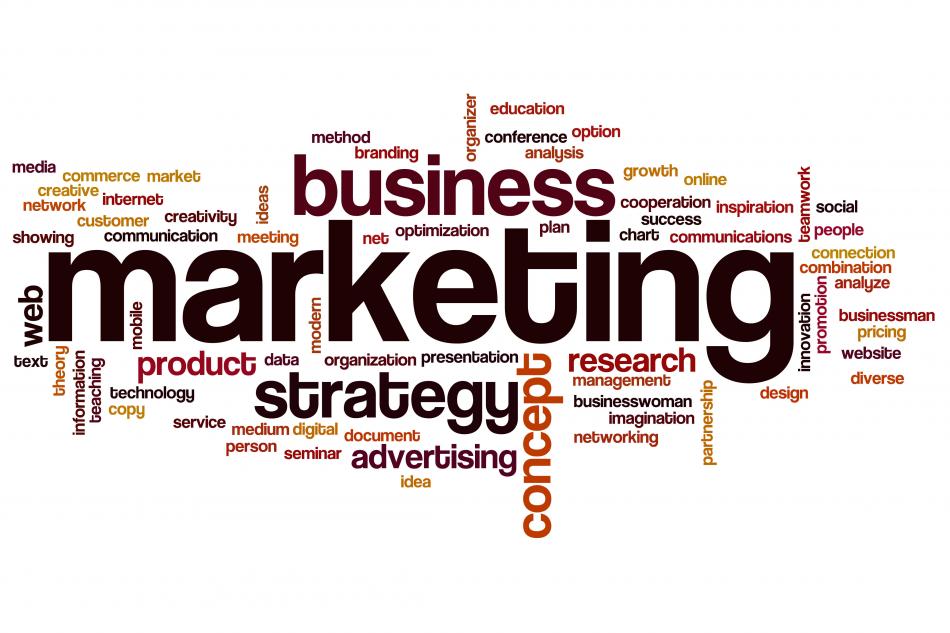 organizer
education
method
conference
option
branding
analysis
media
commerce
market
business
growth
online
creative
internet
network
ideas
customer
creativity
cooperation
inspiration
teamwork
social
success
showing
communication
meeting
net
optimization
plan
chart
communications
people
marketing
connection
combination
analyze
web
mobile
modern
innovation
promotion
businessman
pricing
website
text
theory
information
teaching
product
data
organization
presentation
concept
research
management
diverse
technology
strategy
businesswoman
partnership
design
copy
imagination
service
medium
digital
document
networking
person
seminar
advertising
idea